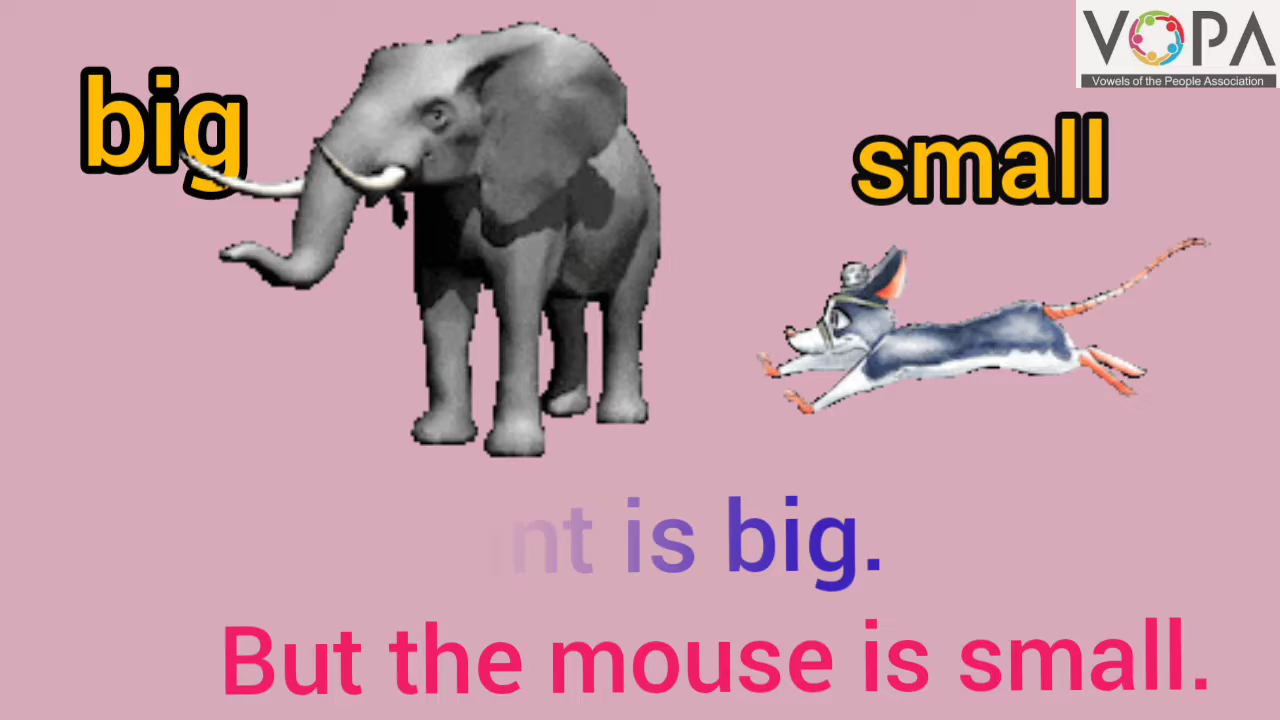 VOPA
Vowels of the People Association
big
small
is big.
But the mouse is small.